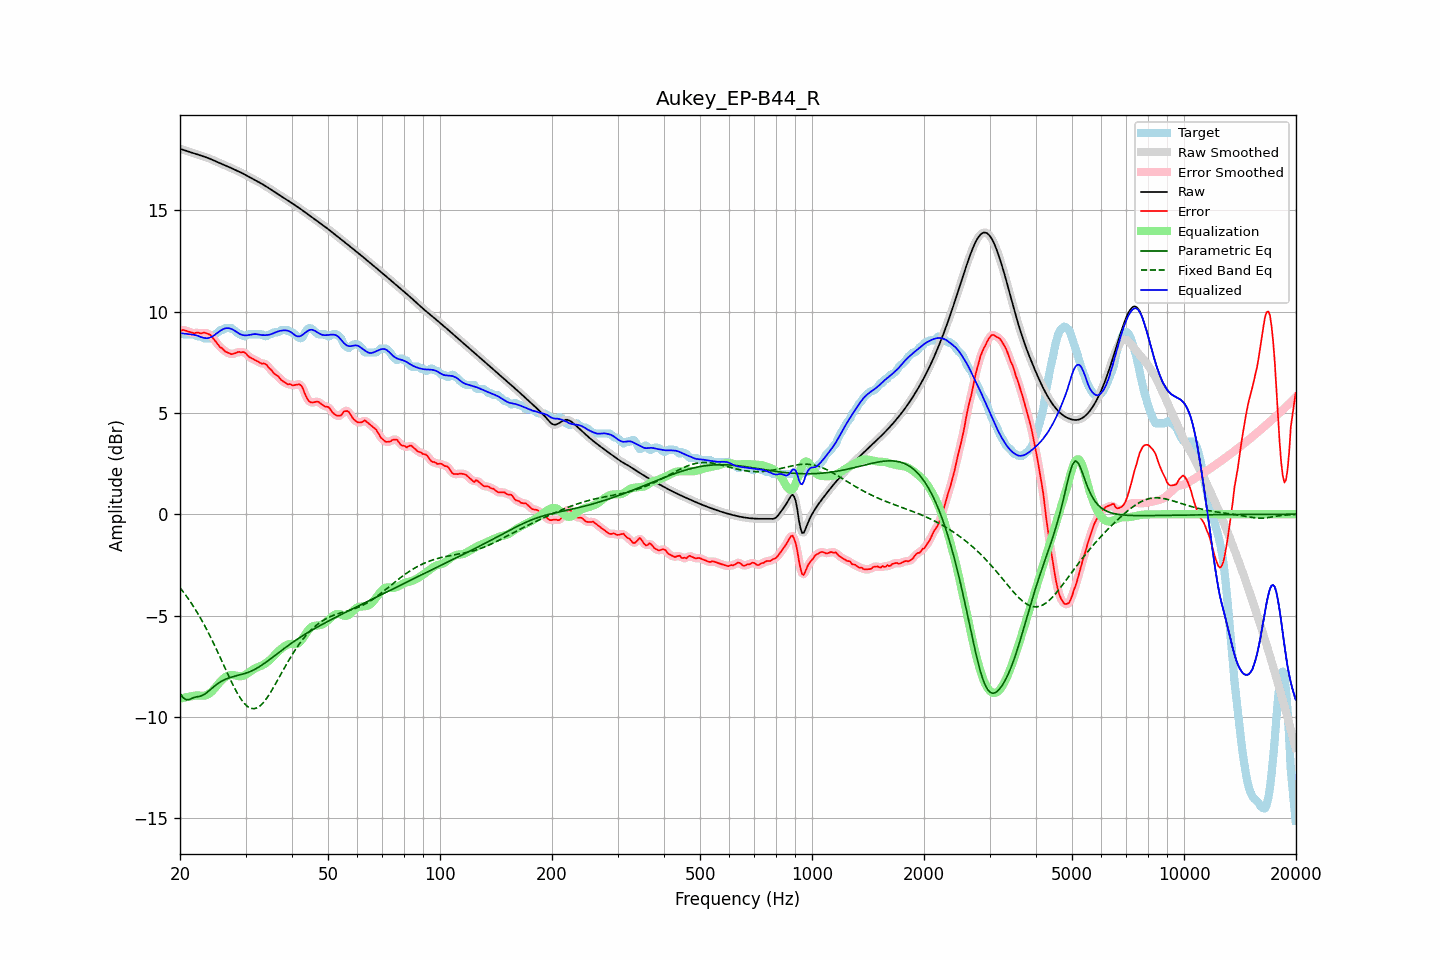 Aukey_EP-B44_R
Amplitude (dBr)
15
10
5
0
−5
−10
−15
20
50
100
200
500
1000
2000
5000
10000
20000
Frequency (Hz)
Target
Raw Smoothed
Error Smoothed
Raw
Error
Equalization
Parametric Eq
Fixed Band Eq
Equalized